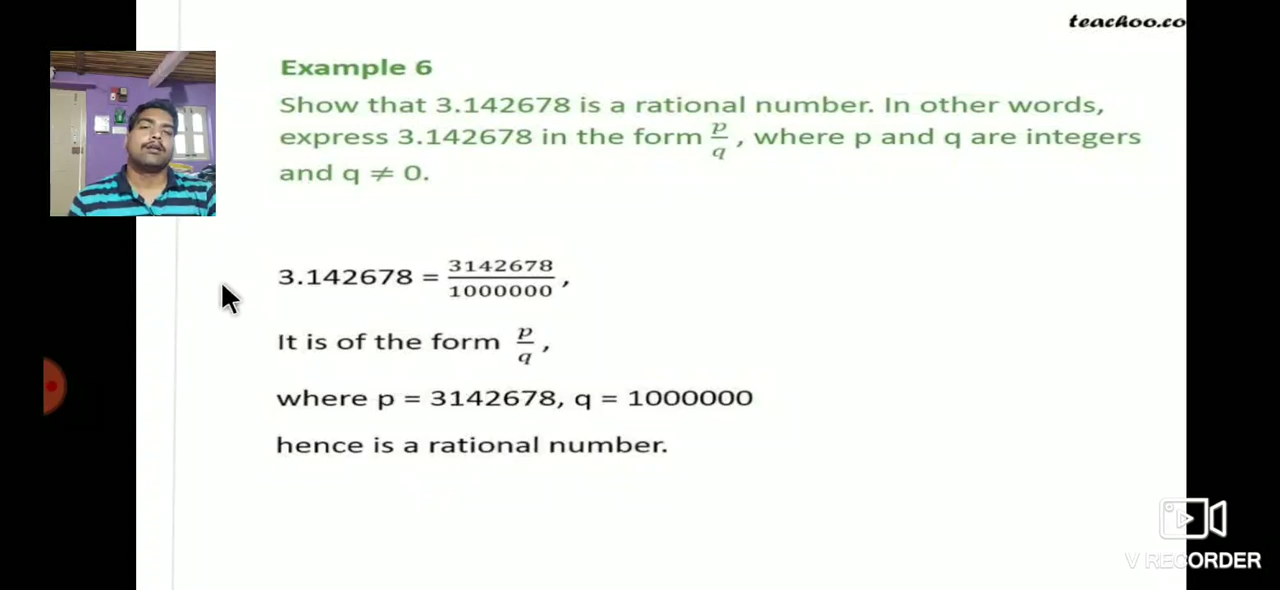 teachoo.co
Example 6
Show that 3.142678 is a rational number. In other words,
express 3.142678 in the form p/q , where p and q are integers
and q ≠ 0.
3.142678 = 3142678/1000000 ,
It is of the form p/q ,
where p = 3142678, q = 1000000
hence is a rational number.
V RECORDER